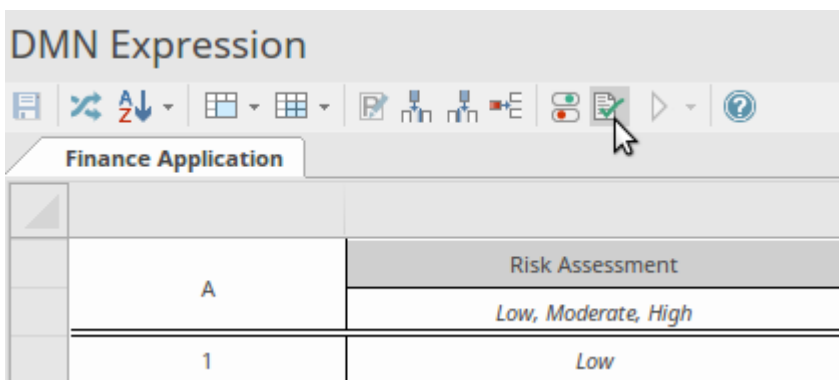 DMN Expression
Finance Application
Risk Assessment
A
Low, Moderate, High
1 Low